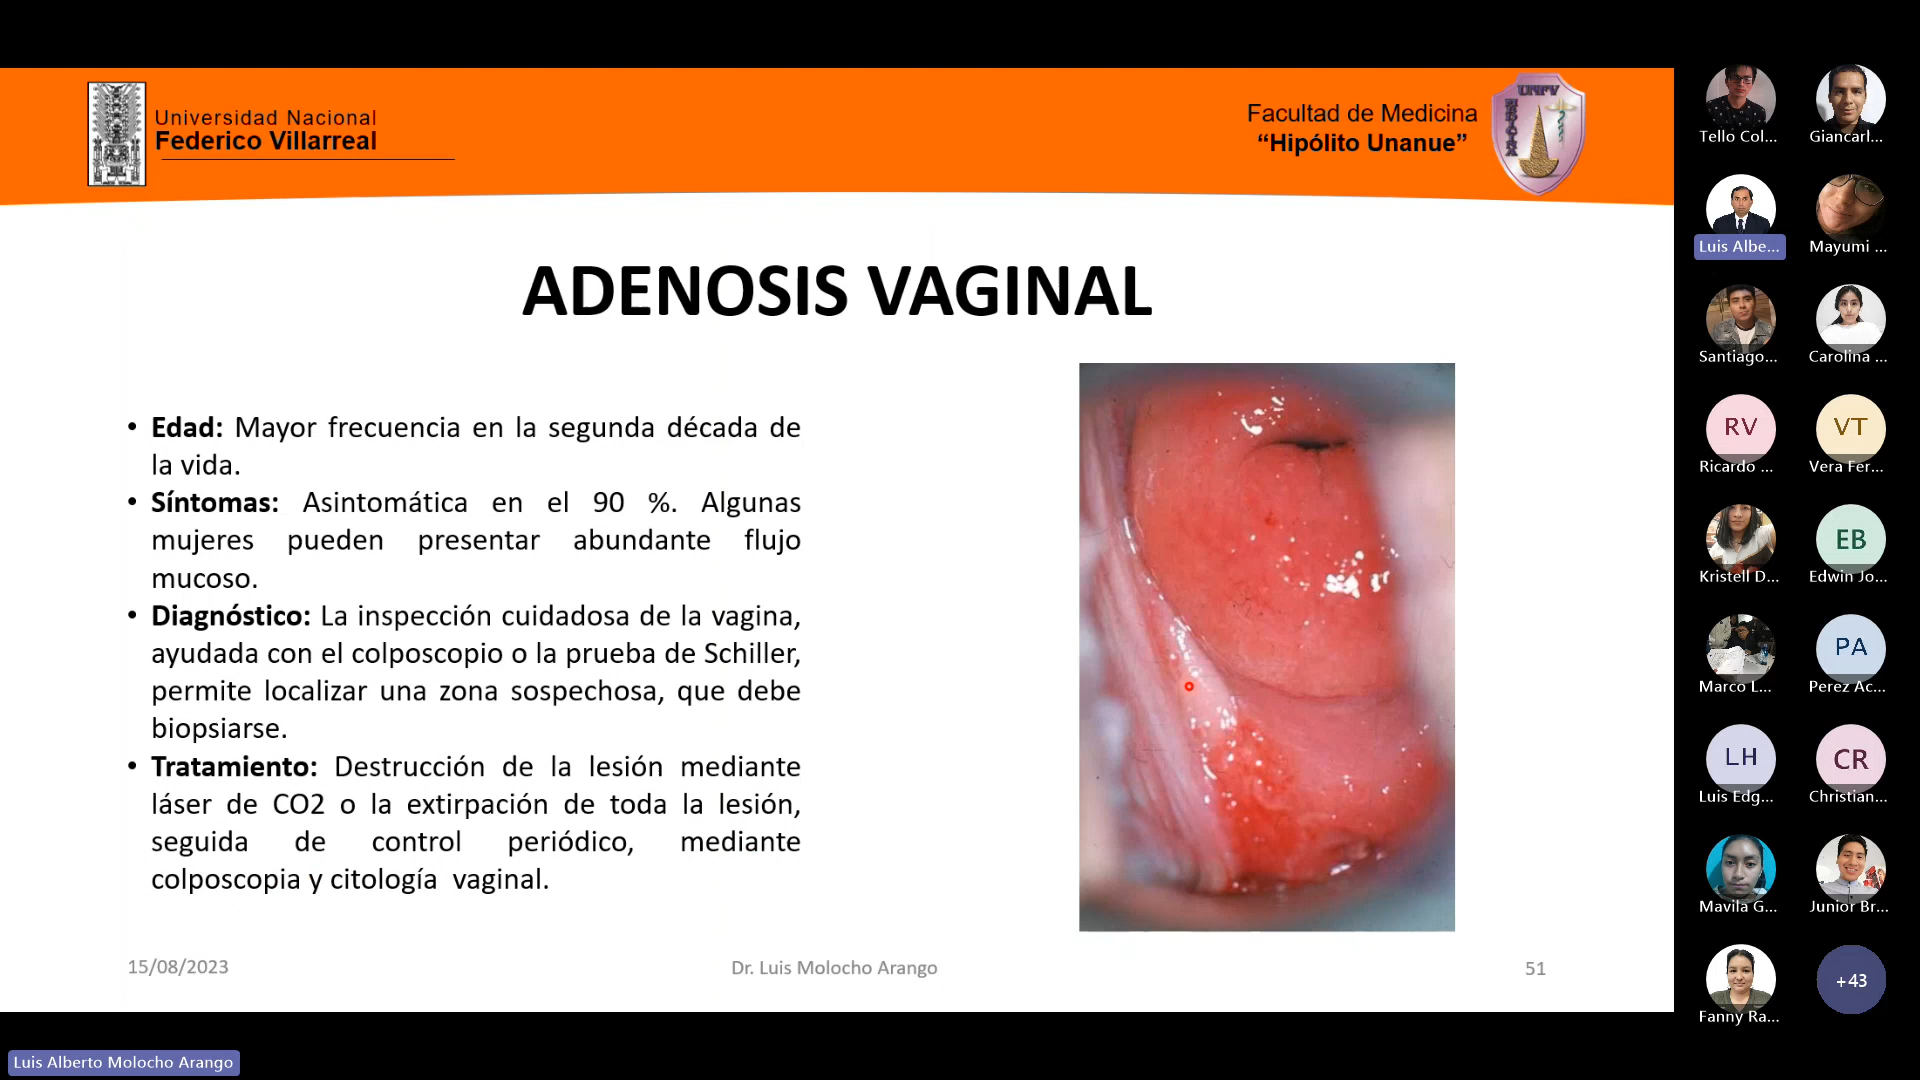 Universidad Nacional
Federico Villarreal
Facultad de Medicina
“Hipólito Unanue”
UNFV
ADENOSIS VAGINAL
• Edad: Mayor frecuencia en la segunda década de
la vida.
• Síntomas: Asintomática en el 90 %. Algunas
mujeres pueden presentar abundante flujo
mucoso.
• Diagnóstico: La inspección cuidadosa de la vagina,
ayudada con el colposcopio o la prueba de Schiller,
permite localizar una zona sospechosa, que debe
biopsiarse.
• Tratamiento: Destrucción de la lesión mediante
láser de CO2 o la extirpación de toda la lesión,
seguida de control periódico, mediante
colposcopia y citología vaginal.
15/08/2023
Dr. Luis Molocho Arango
51
Tello Col...
Giancarl...
Luis Albe...
Mayumi ...
Santiago...
Carolina ...
RV
Ricardo ...
VT
Vera Fer...
Kristell D...
EB
Edwin Jo...
Marco L...
PA
Perez Ac...
LH
Luis Edg...
CR
Christian...
Mavila G...
Junior Br...
Fanny Ra...
+43
Luis Alberto Molocho Arango